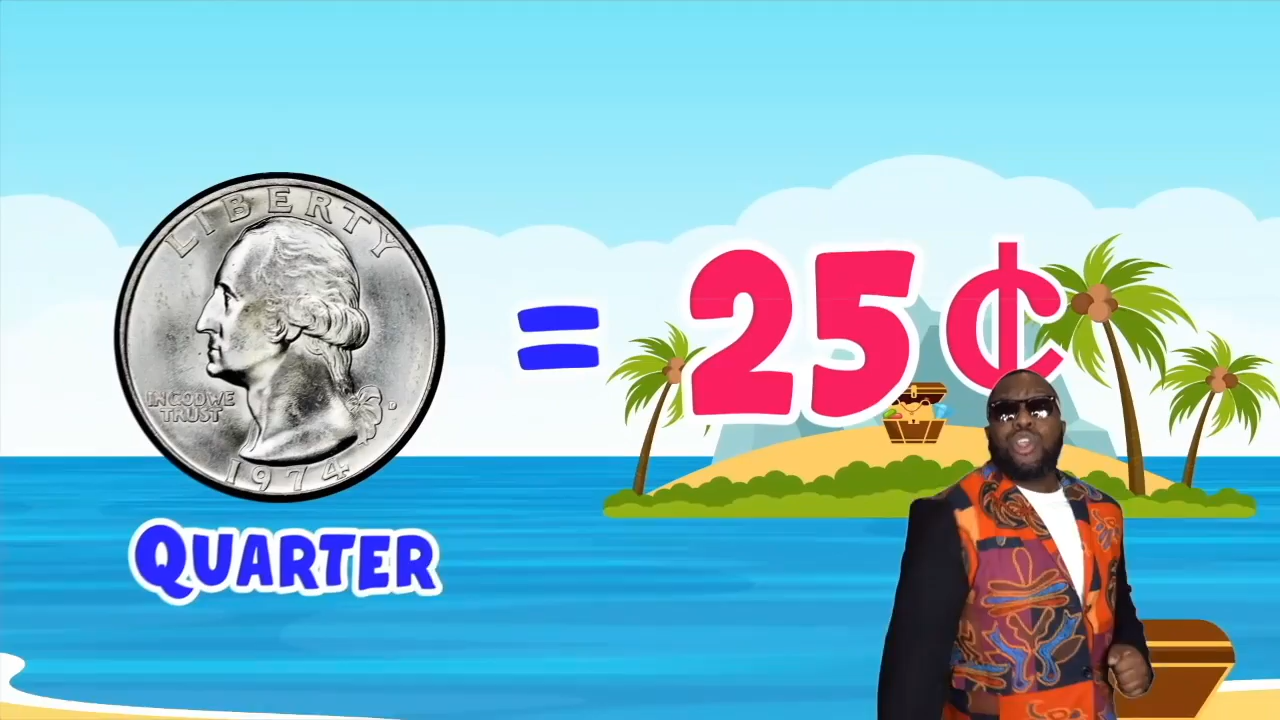 LIBERTY
IN GOD WE
TRUST
D
1974
QUARTER
=
25¢